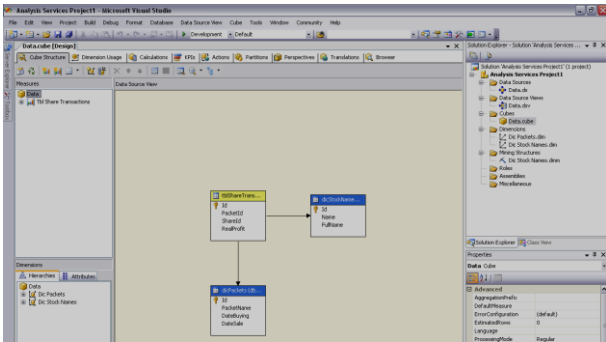 Analysis Services Project1 - Microsoft Visual Studio
File Edit View Project Build Debug Format Database Data Source View Cube Tools Window Community Help
Development Default
Data.cube [Design]
Cube Structure Dimension Usage Calculations KPIs Actions Partitions Perspectives Translations Browser
Measures
Data
Tbl Share Transactions
Data Source View
tblShareTrans...
Id
PacketId
ShareId
RealProfit
dicStockName...
Id
Name
FullName
dicPackets (db...
Id
PacketName
DateBuying
DateSale
Dimensions
Hierarchies Attributes
Data
Dic Packets
Dic Stock Names
Server Explorer
Toolbox
Solution Explorer - Solution 'Analysis Services ...
Solution 'Analysis Services Project1' (1 project)
Analysis Services Project1
Data Sources
Data.ds
Data Source Views
Data.dsv
Cubes
Data.cube
Dimensions
Dic Packets.dim
Dic Stock Names.dim
Mining Structures
Dic Stock Names.dmm
Roles
Assemblies
Miscellaneous
Solution Explorer Class View
Properties
Data Cube
Advanced
AggregationPrefix
DefaultMeasure
ErrorConfiguration (default)
EstimatedRows 0
Language
ProcessingMode Regular